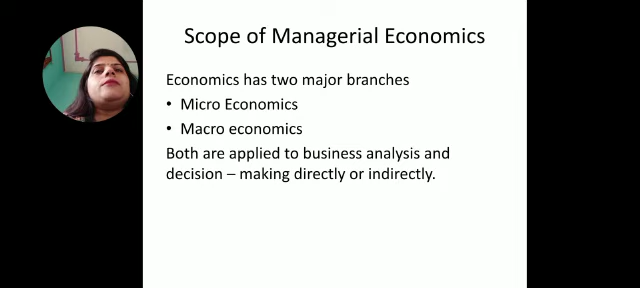 Scope of Managerial Economics
Economics has two major branches
• Micro Economics
• Macro economics
Both are applied to business analysis and
decision – making directly or indirectly.